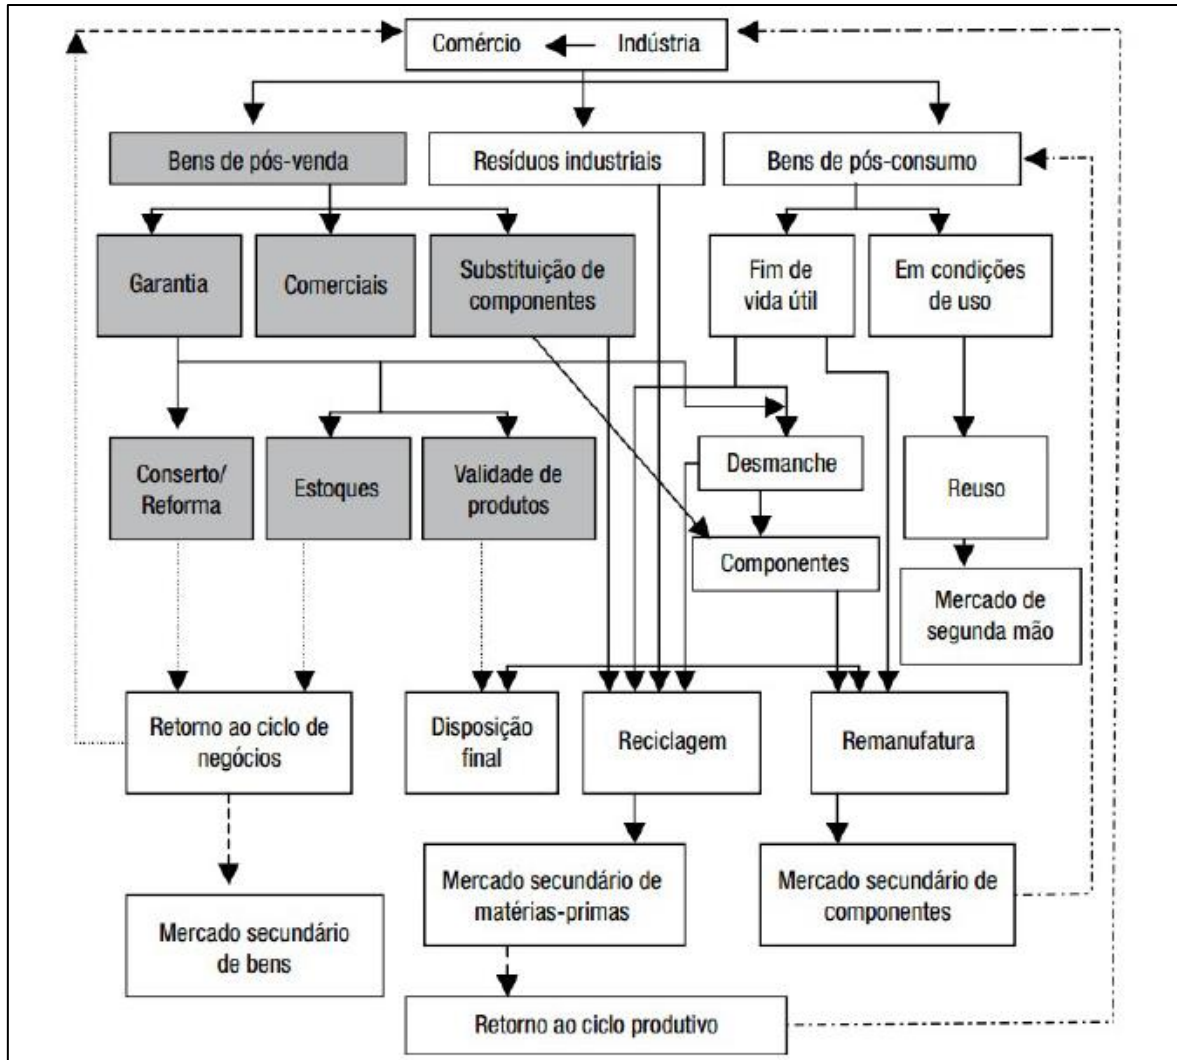 Comércio Indústria
Bens de pós-venda
Resíduos industriais
Bens de pós-consumo
Garantia
Comerciais
Substituição de
componentes
Fim de
vida útil
Em condições
de uso
Conserto/
Reforma
Estoques
Validade de
produtos
Desmanche
Reuso
Componentes
Mercado de
segunda mão
Retorno ao ciclo de
negócios
Disposição
final
Reciclagem
Remanufatura
Mercado secundário
de bens
Mercado secundário de
matérias-primas
Mercado secundário de
componentes
Retorno ao ciclo produtivo